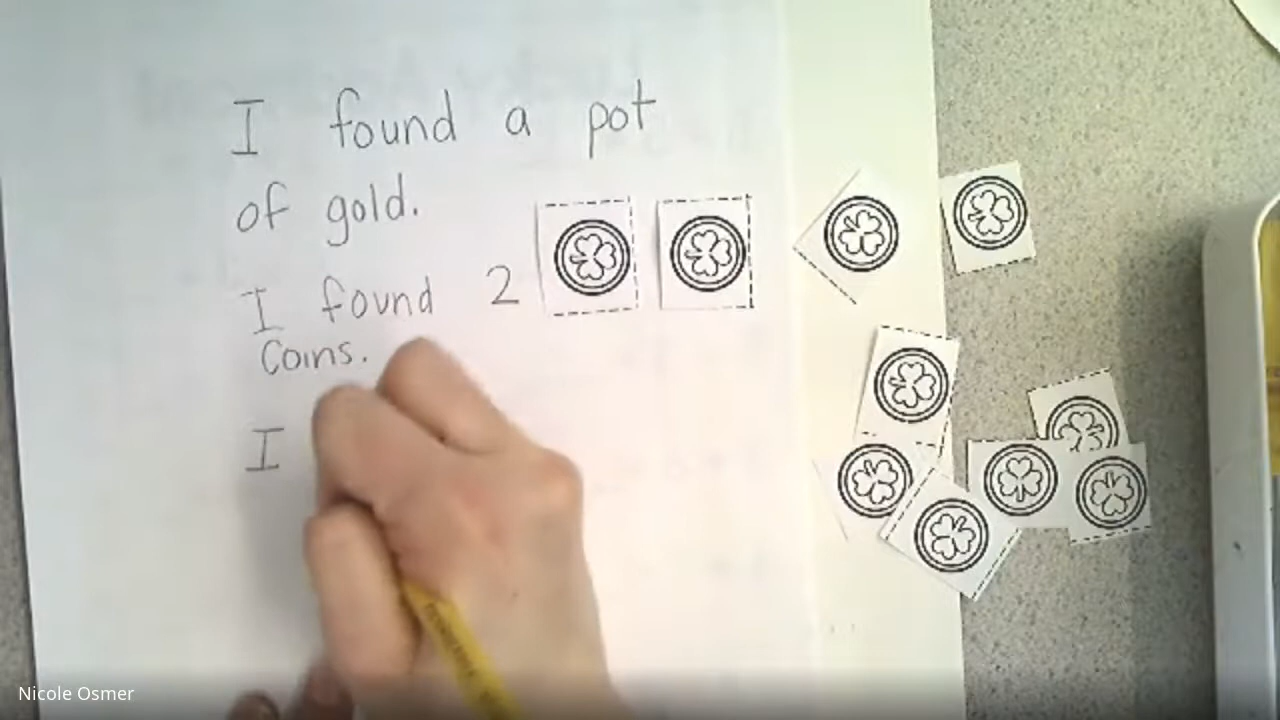 I found a pot
of gold.
I found 2
Coins.
I
Nicole Osmer